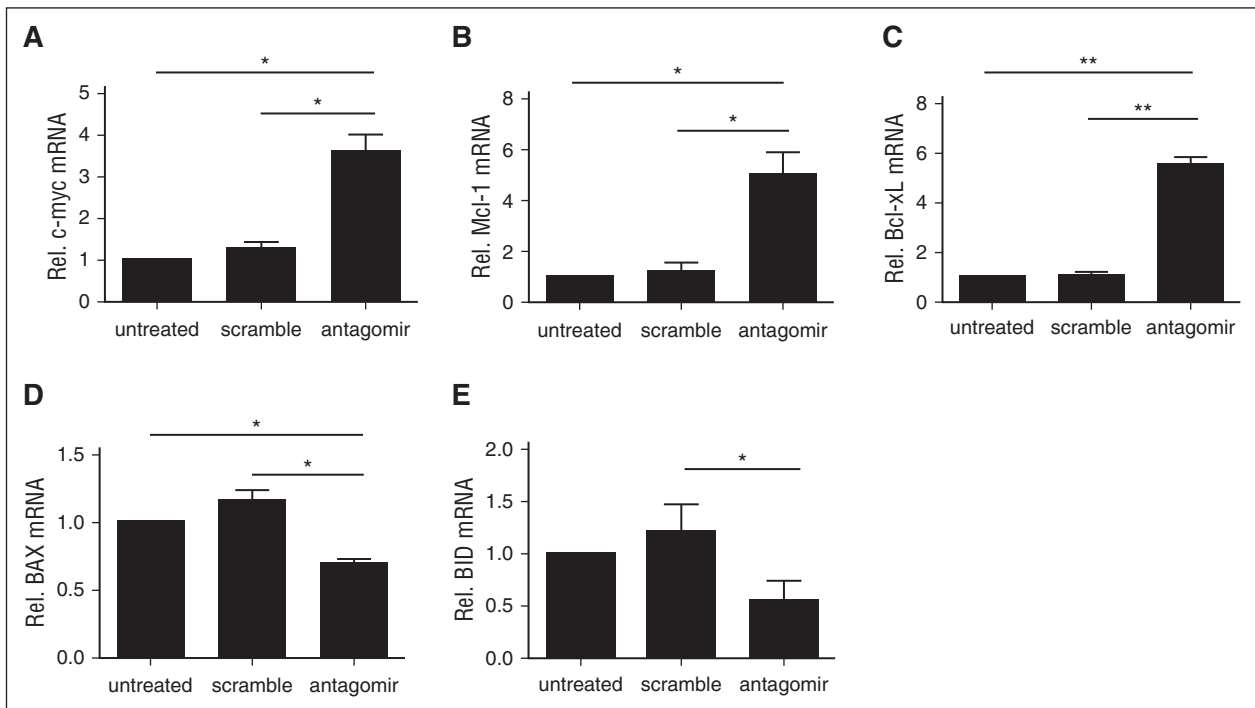 A
*
*
Rel. c-myc mRNA
5
4
3
2
1
0
untreated scramble antagomir
B
*
*
Rel. Mcl-1 mRNA
8
6
4
2
0
untreated scramble antagomir
C
**
**
Rel. Bcl-xL mRNA
8
6
4
2
0
untreated scramble antagomir
D
*
*
Rel. BAX mRNA
1.5
1.0
0.5
0.0
untreated scramble antagomir
E
*
Rel. BID mRNA
2.0
1.5
1.0
0.5
0.0
untreated scramble antagomir